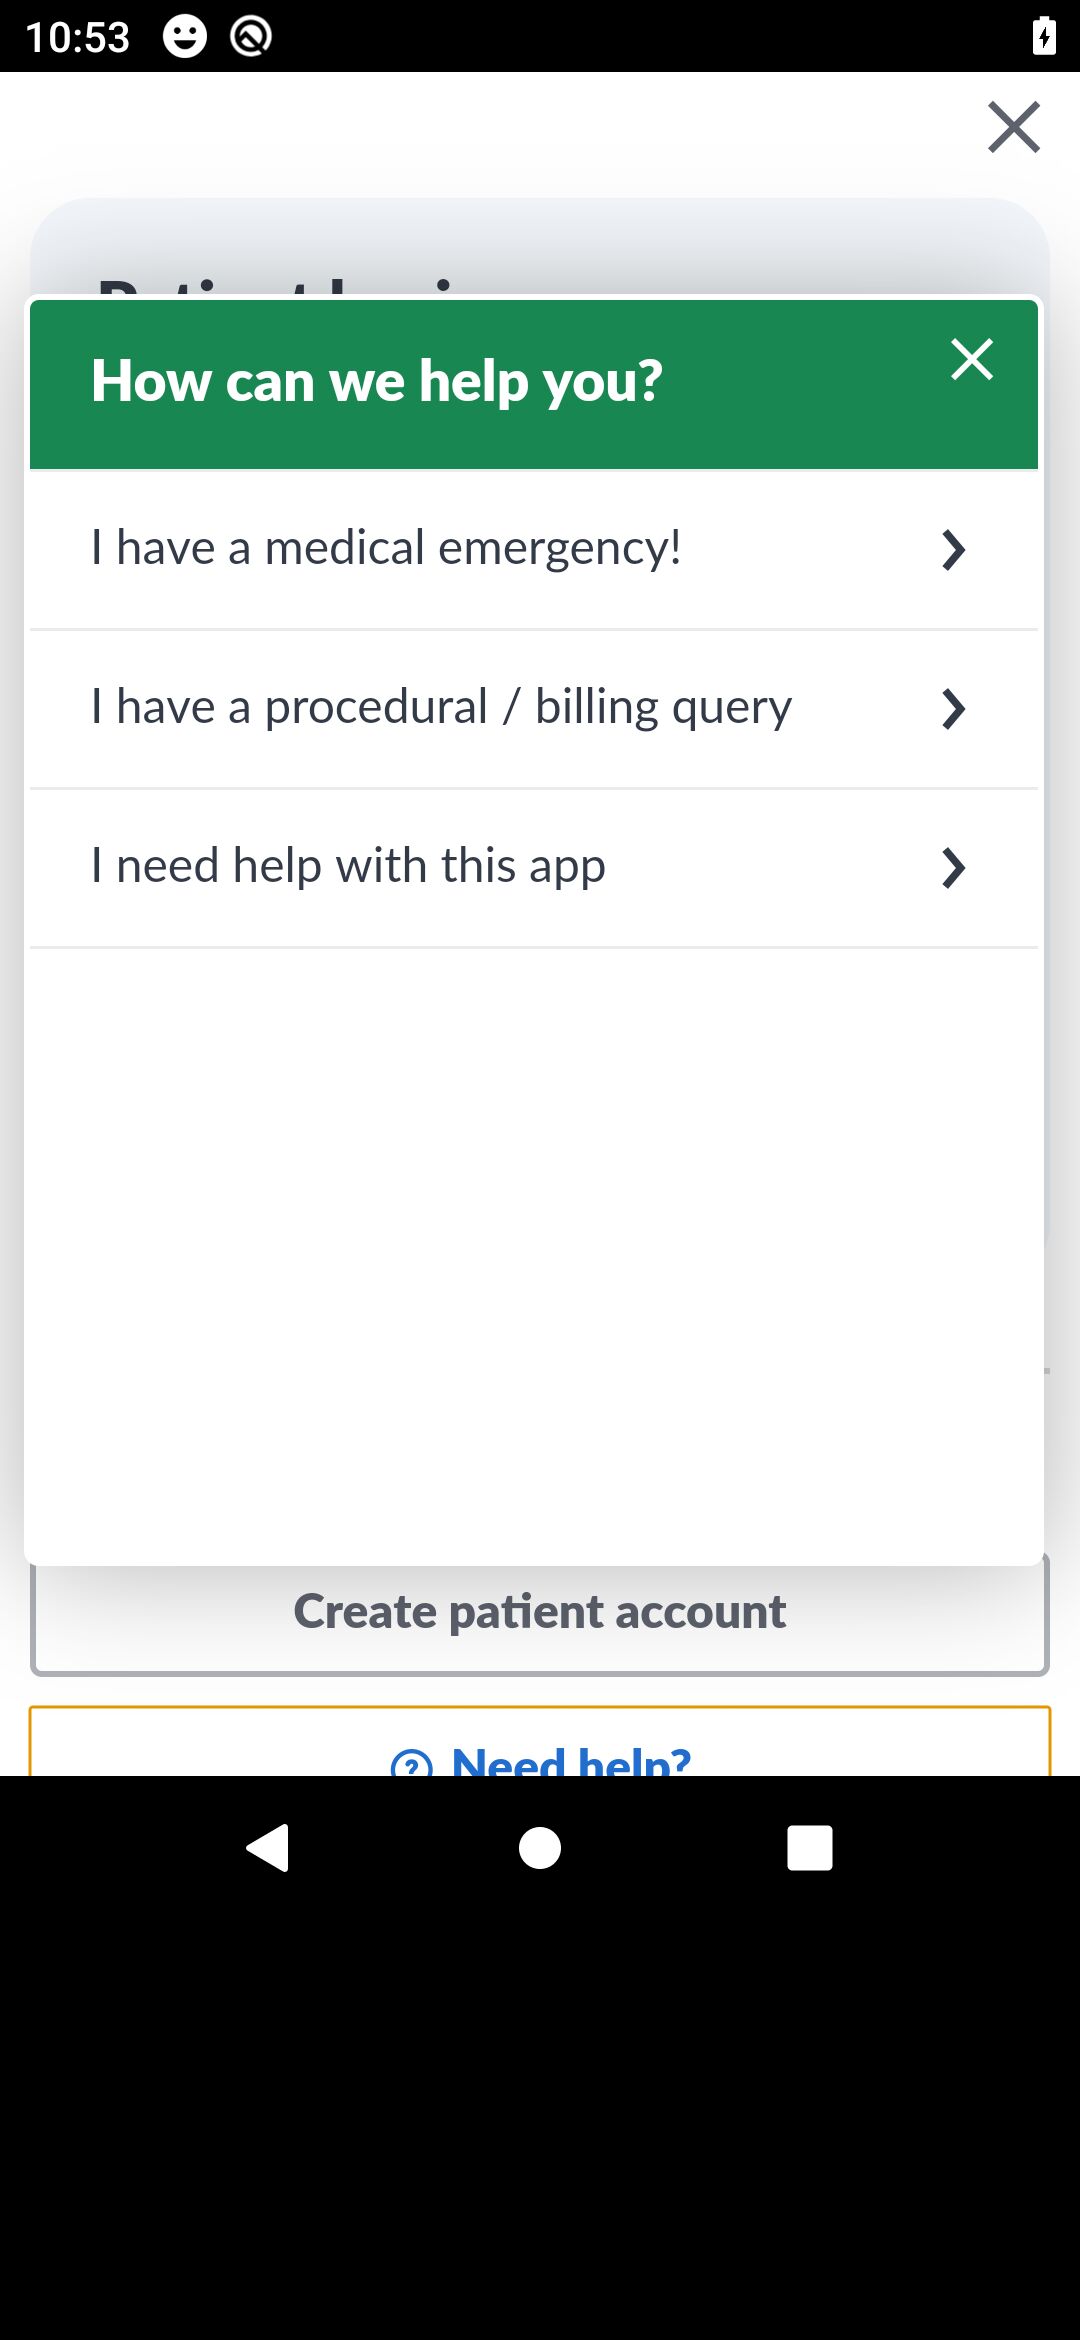 10:53
How can we help you?
I have a medical emergency!
I have a procedural / billing query
I need help with this app
Create patient account
Need help?